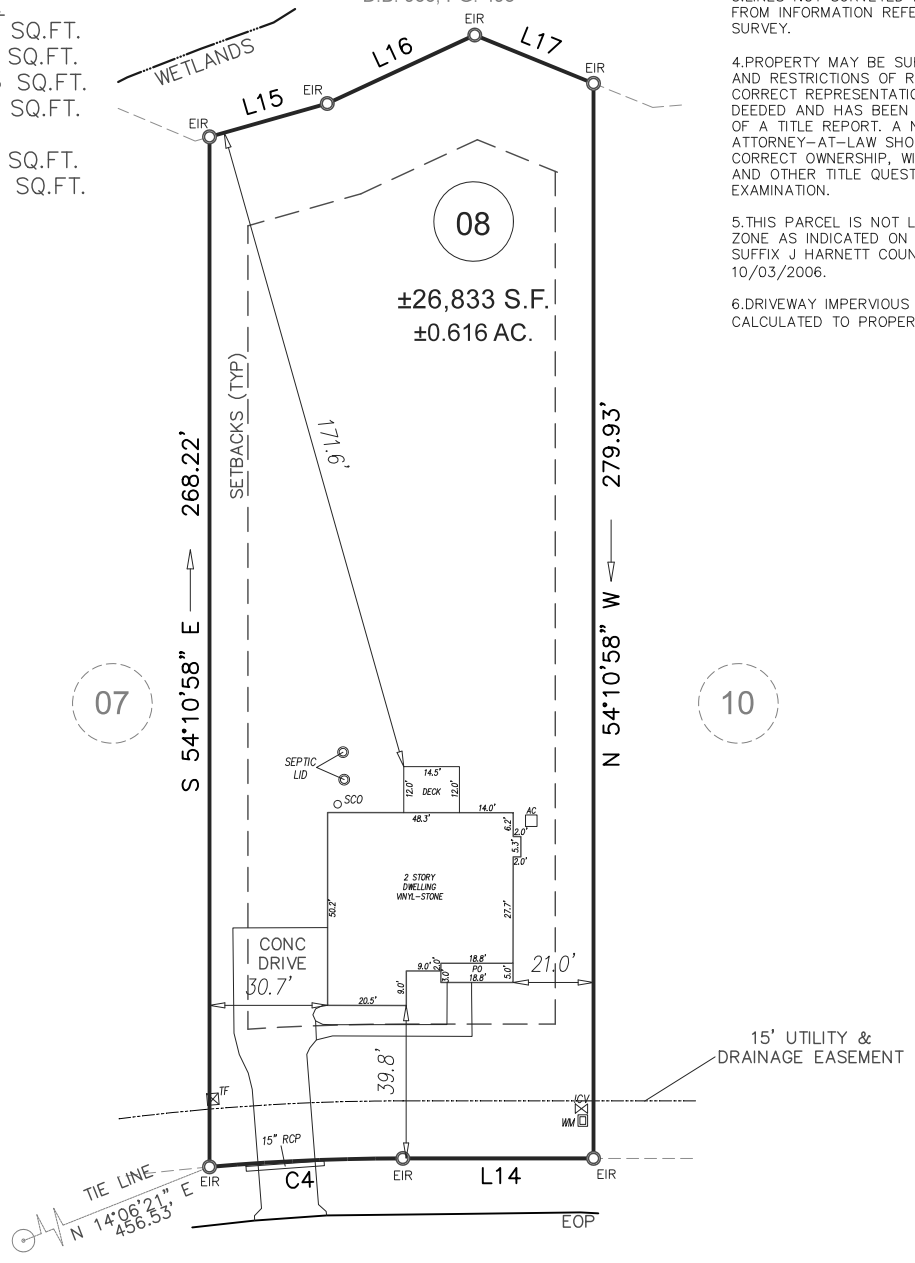 SQ.FT.
SQ.FT.
SQ.FT.
SQ.FT.
SQ.FT.
SQ.FT.
FROM INFORMATION
SURVEY.
4.PROPERTY MAY BE
AND RESTRICTIONS OF
CORRECT
DEEDED AND HAS BEEN
OF A TITLE REPORT. A
ATTORNEY-AT-LAW
CORRECT OWNERSHIP,
AND OTHER TITLE
EXAMINATION.
5.THIS PARCEL IS NOT
ZONE AS INDICATED ON
SUFFIX J HARNETT
10/03/2006.
6.DRIVEWAY IMPERVIOUS
CALCULATED TO
WETLANDS
EIR
L15
EIR
L16
EIR
L17
EIR
08
±26,833 S.F.
±0.616 AC.
SETBACKS (TYP)
171.6'
S 54°10'58" E
268.22'
N 54°10'58" W
279.93'
07
10
SEPTIC
LID
SCO
14.5'
12.0'
DECK
12.0'
48.3'
14.0'
AC
6.2'
2.0'
5.3'
2.0'
2 STORY
DWELLING
VINYL-STONE
50.2'
27.7'
CONC
DRIVE
30.7'
20.5'
9.0'
9.0'
2.0'
3.0'
18.8'
PO
18.8'
5.0'
21.0'
39.8'
15' UTILITY &
DRAINAGE EASEMENT
TF
ICV
WM
15" RCP
C4
L14
EIR
EIR
EIR
TIE LINE
N 14°06'21" E
456.53'
EOP